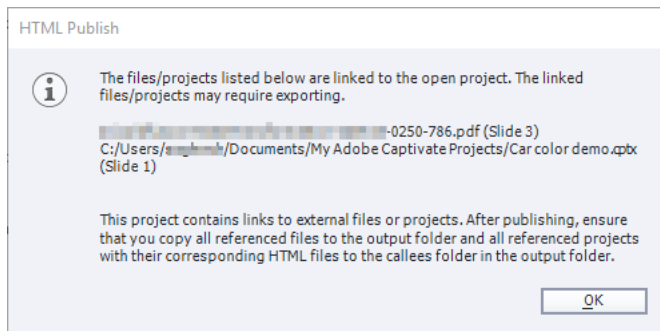 HTML Publish
The files/projects listed below are linked to the open project. The linked
files/projects may require exporting.
-0250-786.pdf (Slide 3)
C:/Users/ /Documents/My Adobe Captivate Projects/Car color demo.cptx
(Slide 1)
This project contains links to external files or projects. After publishing, ensure
that you copy all referenced files to the output folder and all referenced projects
with their corresponding HTML files to the callees folder in the output folder.
OK